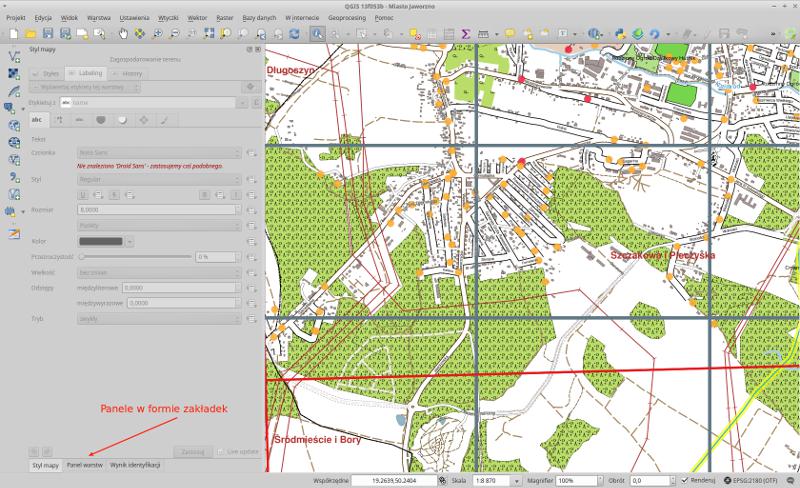 QGIS 13f053b - Miasto Jaworzno
Projekt Edycja Widok Warstwa Ustawienia Wtyczki Wektor Raster Bazy danych W internecie Geoprocesing Pomoc
Styl mapy
Zagospodarowanie terenu
Styles Labeling History
Wyświetlaj etykiety tej warstwy
Etykietuj z abc name
abc
Tekst
Czcionka Noto Sans
Nie znaleziono 'Droid Sans' - zastosujemy coś podobnego.
Styl Regular
U S B I
Rozmiar 8,0000
Punkty
Kolor
Przezroczystość 0 %
Wielkość bez zmian
Odstępy międzyliterowe 0,0000
międzywyrazowe 0,0000
Tryb zwykły
Panele w formie zakładek
Zastosuj Live update
Styl mapy Panel warstw Wynik identyfikacji
Długoszyn
Szczakowa i Pieczyska
Śródmieście i Bory
Współrzędne 19.2639,50.2404 Skala 1:8 870 Magnifier 100% Obrót 0,0 Renderuj EPSG:2180 (OTF)